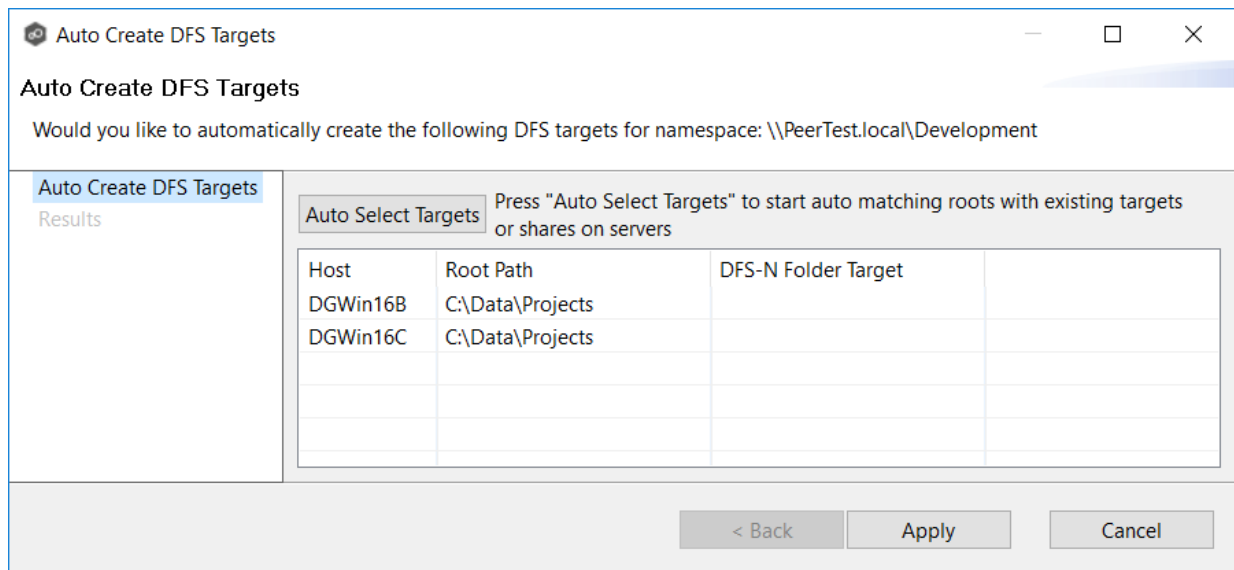 Auto Create DFS Targets
Auto Create DFS Targets
Would you like to automatically create the following DFS targets for namespace: \\PeerTest.local\Development
Auto Create DFS Targets
Results
Auto Select Targets
Press "Auto Select Targets" to start auto matching roots with existing targets
or shares on servers
Host Root Path DFS-N Folder Target
DGWin16B C:\Data\Projects
DGWin16C C:\Data\Projects
< Back Apply Cancel